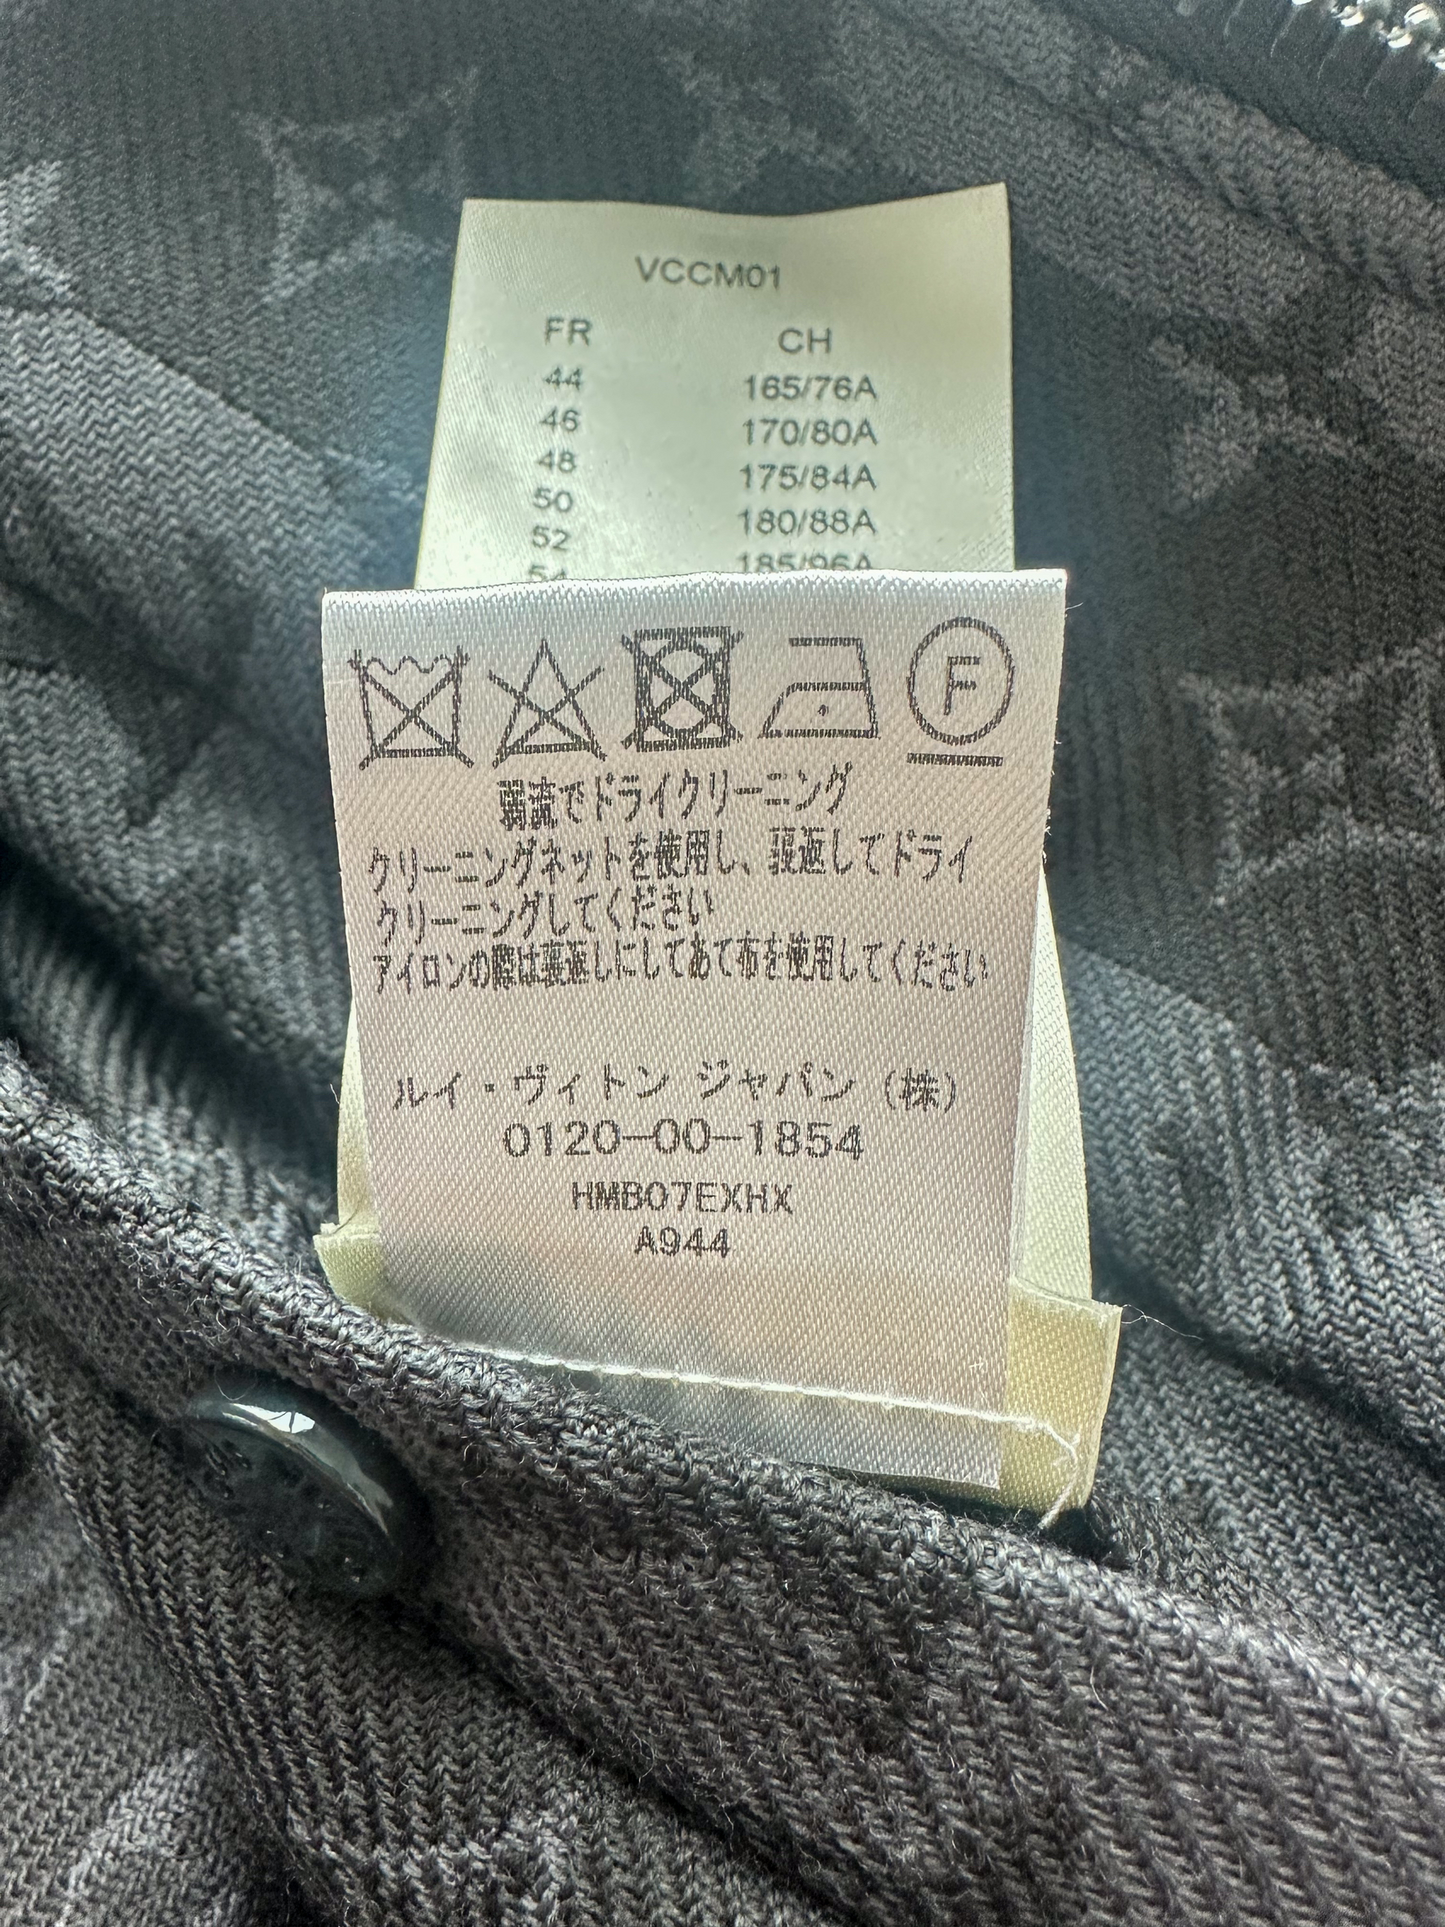 VCCM01
FR CH
44 165/76A
46 170/80A
48 175/84A
50 180/88A
52 185/96A
54
F
弱流でドライクリーニング
クリーニングネットを使用し、裏返してドライ
クリーニングしてください
アイロンの際は裏返しにしてあて布を使用してください
ルイ・ヴィトン ジャパン (株)
0120-00-1854
HMB07EXHX
A944